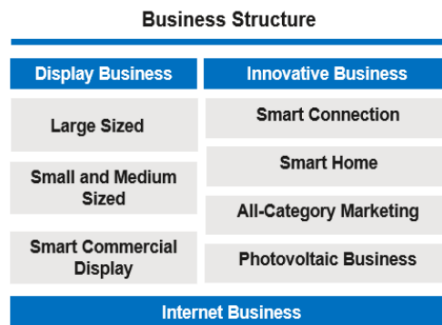 Business Structure
Display Business
Large Sized
Small and Medium
Sized
Smart Commercial
Display
Innovative Business
Smart Connection
Smart Home
All-Category Marketing
Photovoltaic Business
Internet Business